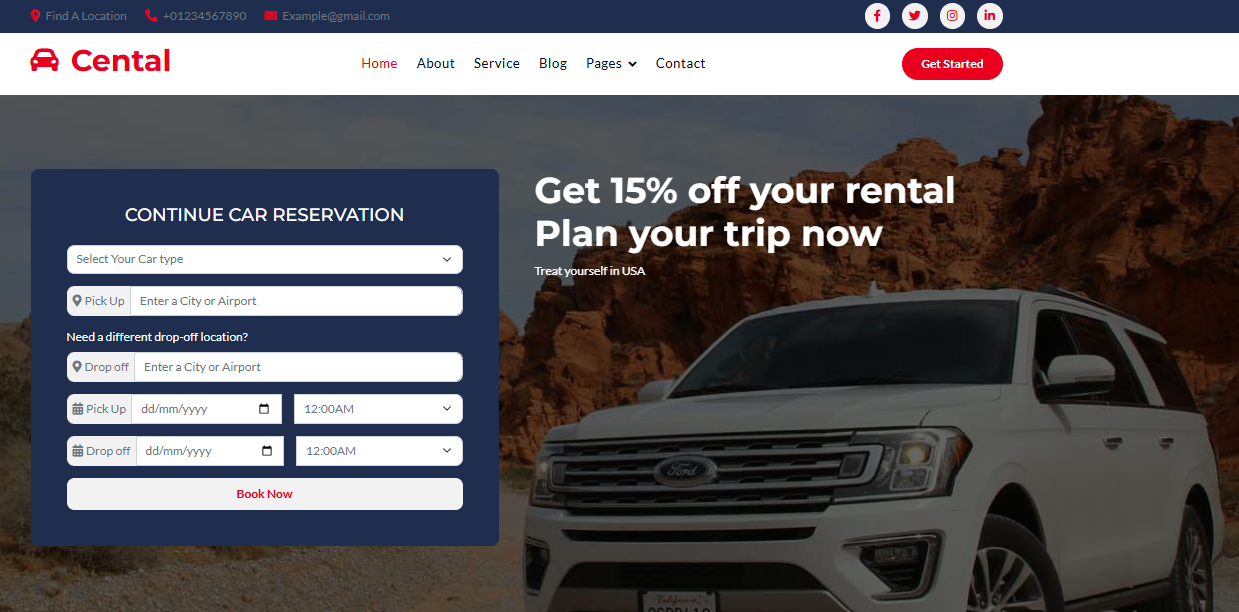 Find A Location +01234567890 Example@gmail.com
Cental
Home About Service Blog Pages Contact
Get Started
CONTINUE CAR RESERVATION
Select Your Car type
Pick Up Enter a City or Airport
Need a different drop-off location?
Drop off Enter a City or Airport
Pick Up dd/mm/yyyy 12:00AM
Drop off dd/mm/yyyy 12:00AM
Book Now
Get 15% off your rental
Plan your trip now
Treat yourself in USA
Ford
California